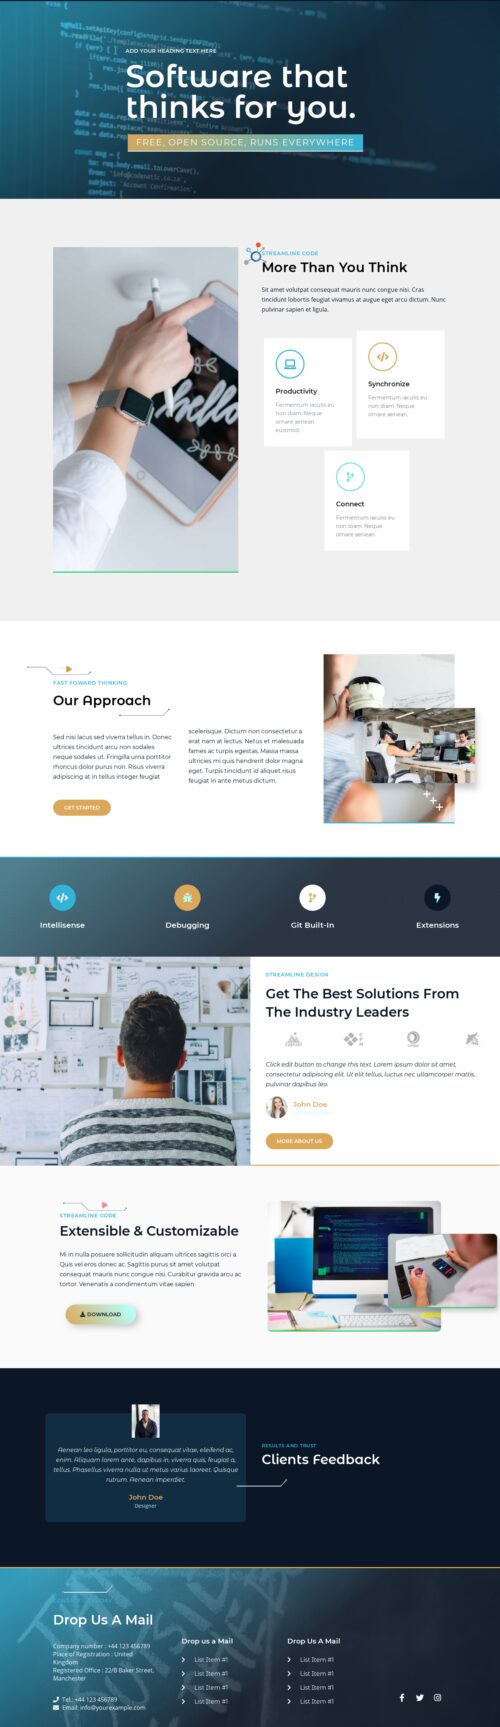 ADD YOUR HEADING TEXT HERE
Software that
thinks for you.
FREE, OPEN SOURCE, RUNS EVERYWHERE
STREAMLINE CODE
More Than You Think
Sit amet volutpat consequat mauris nunc congue nisi. Cras
tincidunt lobortis feugiat vivamus at augue eget arcu dictum. Nunc
pulvinar sapien et ligula.
hello
Productivity
Fermentum iaculis eu
non diam. Neque
ornare aenean
euismod.
Synchronize
Fermentum iaculis eu
non diam. Neque
ornare aenean.
Connect
Fermentum iaculis eu
non diam. Neque
ornare aenean.
FAST FOWARD THINKING
Our Approach
Sed nisi lacus sed viverra tellus in. Donec
ultrices tincidunt arcu non sodales
neque sodales ut. Fringilla urna porttitor
rhoncus dolor purus non. Risus viverra
adipiscing at in tellus integer feugiat
scelerisque. Dictum non consectetur a
erat nam at lectus. Netus et malesuada
fames ac turpis egestas. Massa massa
ultricies mi quis hendrerit dolor magna
eget. Turpis tincidunt id aliquet risus
feugiat in ante metus dictum.
GET STARTED
Intellisense
Debugging
Git Built-In
Extensions
STREAMLINE DESIGN
Get The Best Solutions From
The Industry Leaders
Click edit button to change this text. Lorem ipsum dolor sit amet,
consectetur adipiscing elit. Ut elit tellus, luctus nec ullamcorper mattis,
pulvinar dapibus leo.
John Doe
MORE ABOUT US
STREAMLINE CODE
Extensible & Customizable
Mi in nulla posuere sollicitudin aliquam ultrices sagittis orci a.
Quis vel eros donec ac. Sagittis purus sit amet volutpat
consequat mauris nunc congue nisi. Curabitur gravida arcu ac
tortor. Venenatis a condimentum vitae sapien.
DOWNLOAD
Aenean leo ligula, porttitor eu, consequat vitae, eleifend ac,
enim. Aliquam lorem ante, dapibus in, viverra quis, feugiat a,
tellus. Phasellus viverra nulla ut metus varius laoreet. Quisque
rutrum. Aenean imperdiet.
John Doe
Designer
RESULTS AND TRUST
Clients Feedback
Drop Us A Mail
Company number : +44 123 456789
Place of Registration : United
Kingdom
Registered Office : 22/B Baker Street,
Manchester
Tel.: +44 123 456789
Email: info@yourexample.com
Drop us a Mail
List Item #1
List Item #1
List Item #1
List Item #1
Drop Us A Mail
List Item #1
List Item #1
List Item #1
List Item #1